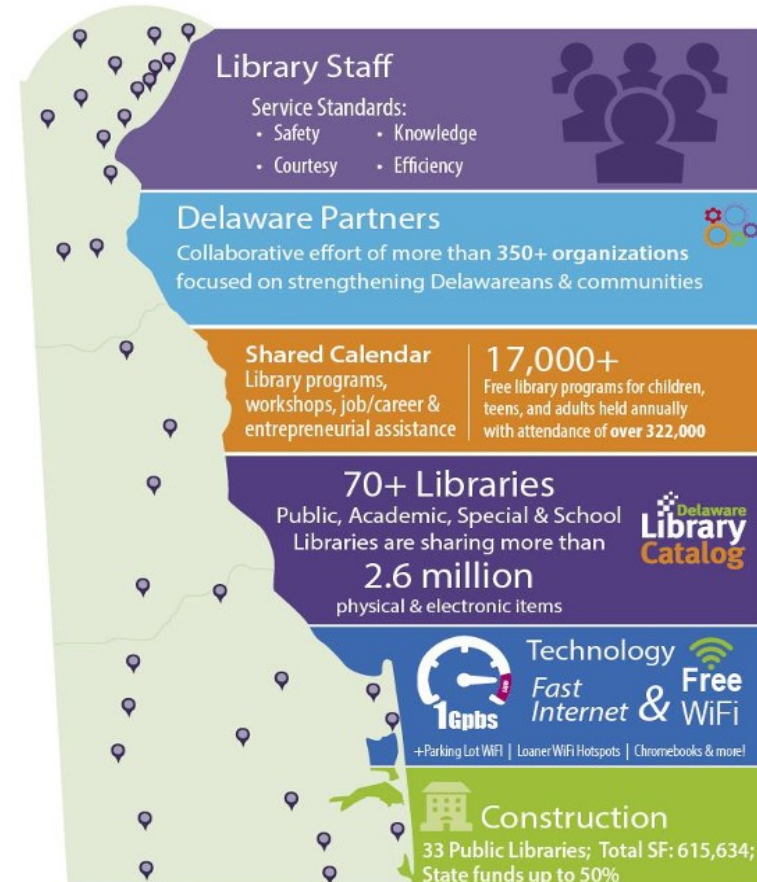 Library Staff
Service Standards:
• Safety
• Knowledge
• Courtesy
• Efficiency
Delaware Partners
Collaborative effort of more than 350+ organizations
focused on strengthening Delawareans & communities
Shared Calendar
Library programs,
workshops, job/career &
entrepreneurial assistance
17,000+
Free library programs for children,
teens, and adults held annually
with attendance of over 322,000
70+ Libraries
Public, Academic, Special & School
Libraries are sharing more than
2.6 million
physical & electronic items
Delaware
Library
Catalog
Technology
1Gpbs
Fast
Internet
&
Free
WiFi
+Parking Lot WiFI | Loaner WiFi Hotspots | Chromebooks & more!
Construction
33 Public Libraries; Total SF: 615,634;
State funds up to 50%